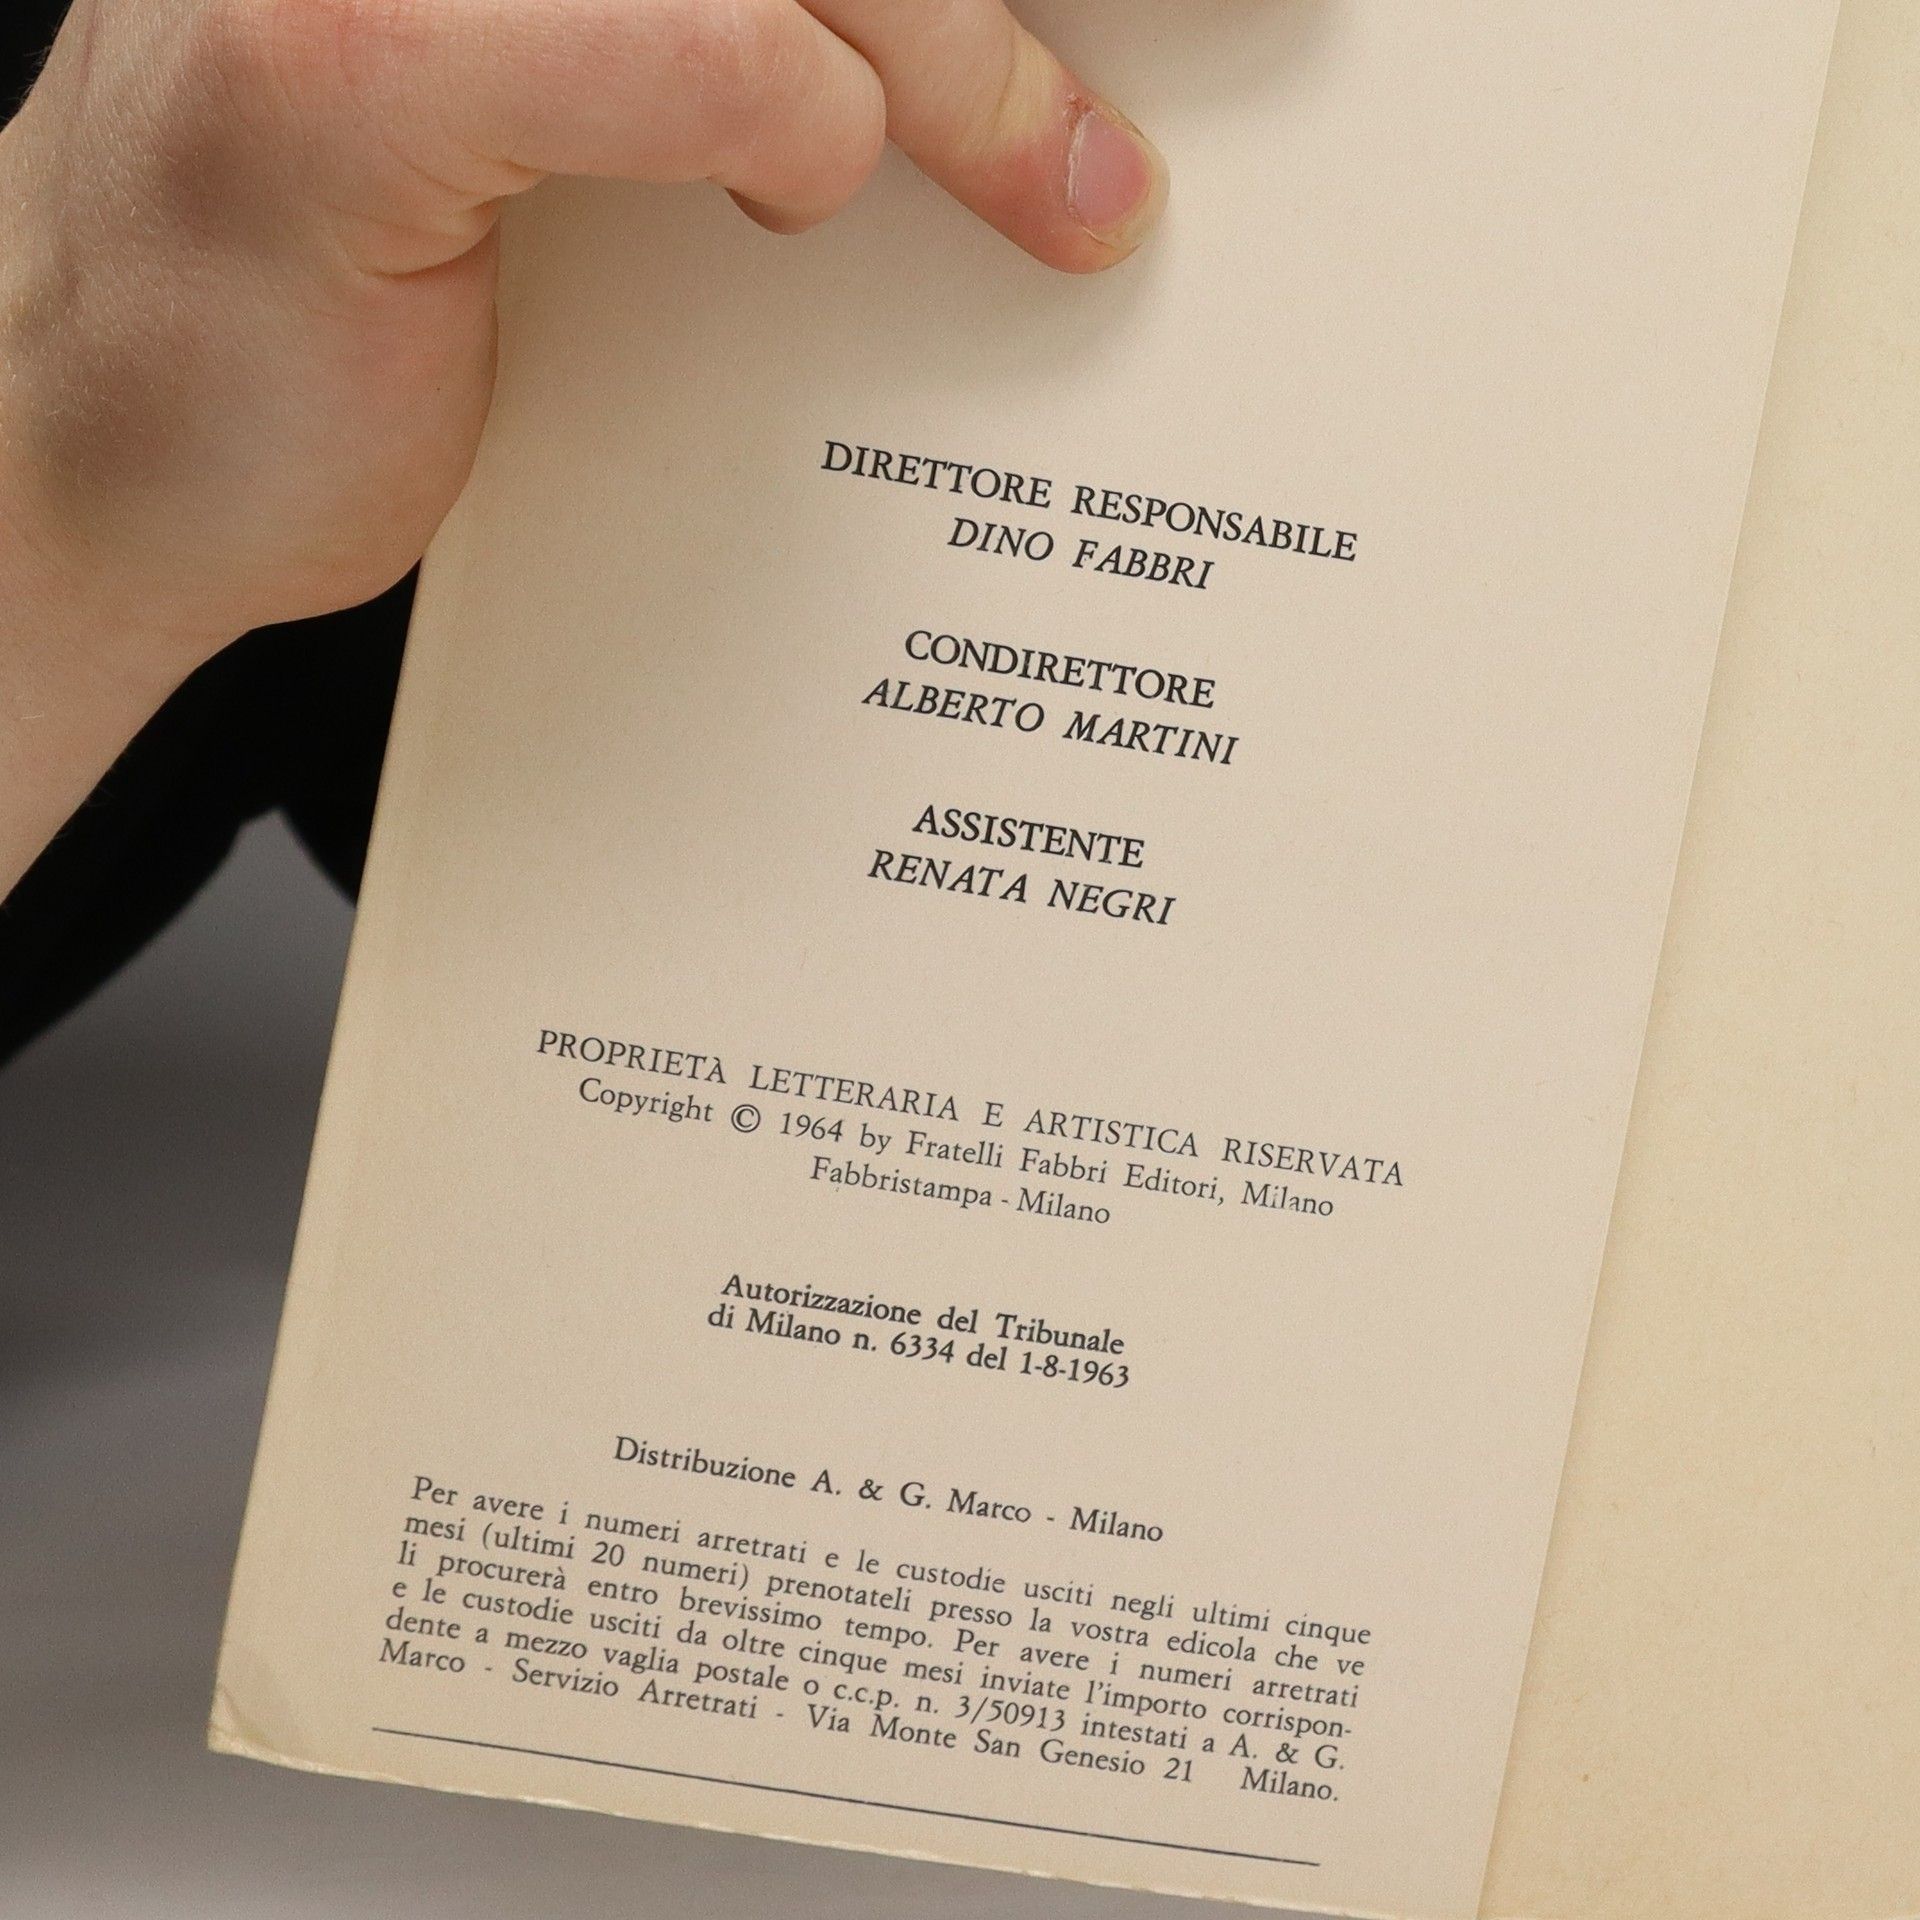 DIRETTORE RESPONSABILE
DINO FABBRI
CONDIRETTORE
ALBERTO MARTINI
ASSISTENTE
RENATA NEGRI
PROPRIETÀ LETTERARIA E ARTISTICA RISERVATA
Copyright © 1964 by Fratelli Fabbri Editori, Milano
Fabbristampa - Milano
Autorizzazione del Tribunale
di Milano n. 6334 del 1-8-1963
Distribuzione A. & G. Marco - Milano
Per avere i numeri arretrati e le custodie usciti negli ultimi cinque
mesi (ultimi 20 numeri) prenotateli presso la vostra edicola che ve
li procurerà entro brevissimo tempo. Per avere i numeri arretrati
e le custodie usciti da oltre cinque mesi inviate l'importo corrispon-
dente a mezzo vaglia postale o c.c.p. n. 3/50913 intestati a A. & G.
Marco - Servizio Arretrati - Via Monte San Genesio 21 Milano.